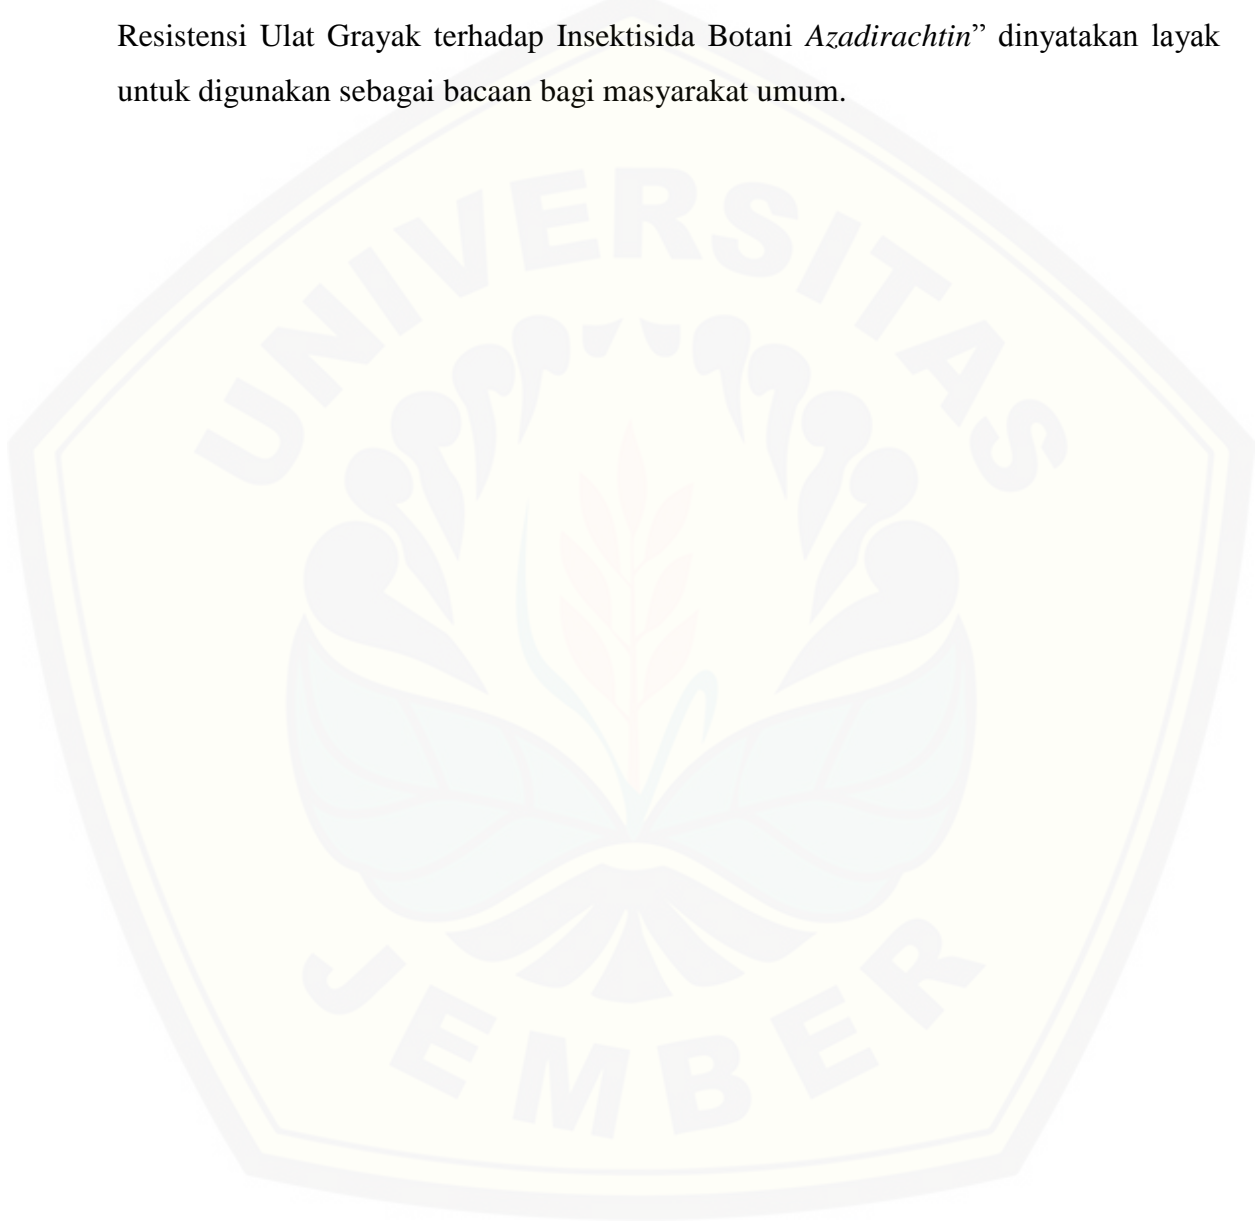 Resistensi Ulat Grayak terhadap Insektisida Botani Azadirachtin” dinyatakan layak
untuk digunakan sebagai bacaan bagi masyarakat umum.
UNIVERSITAS
JEMBER